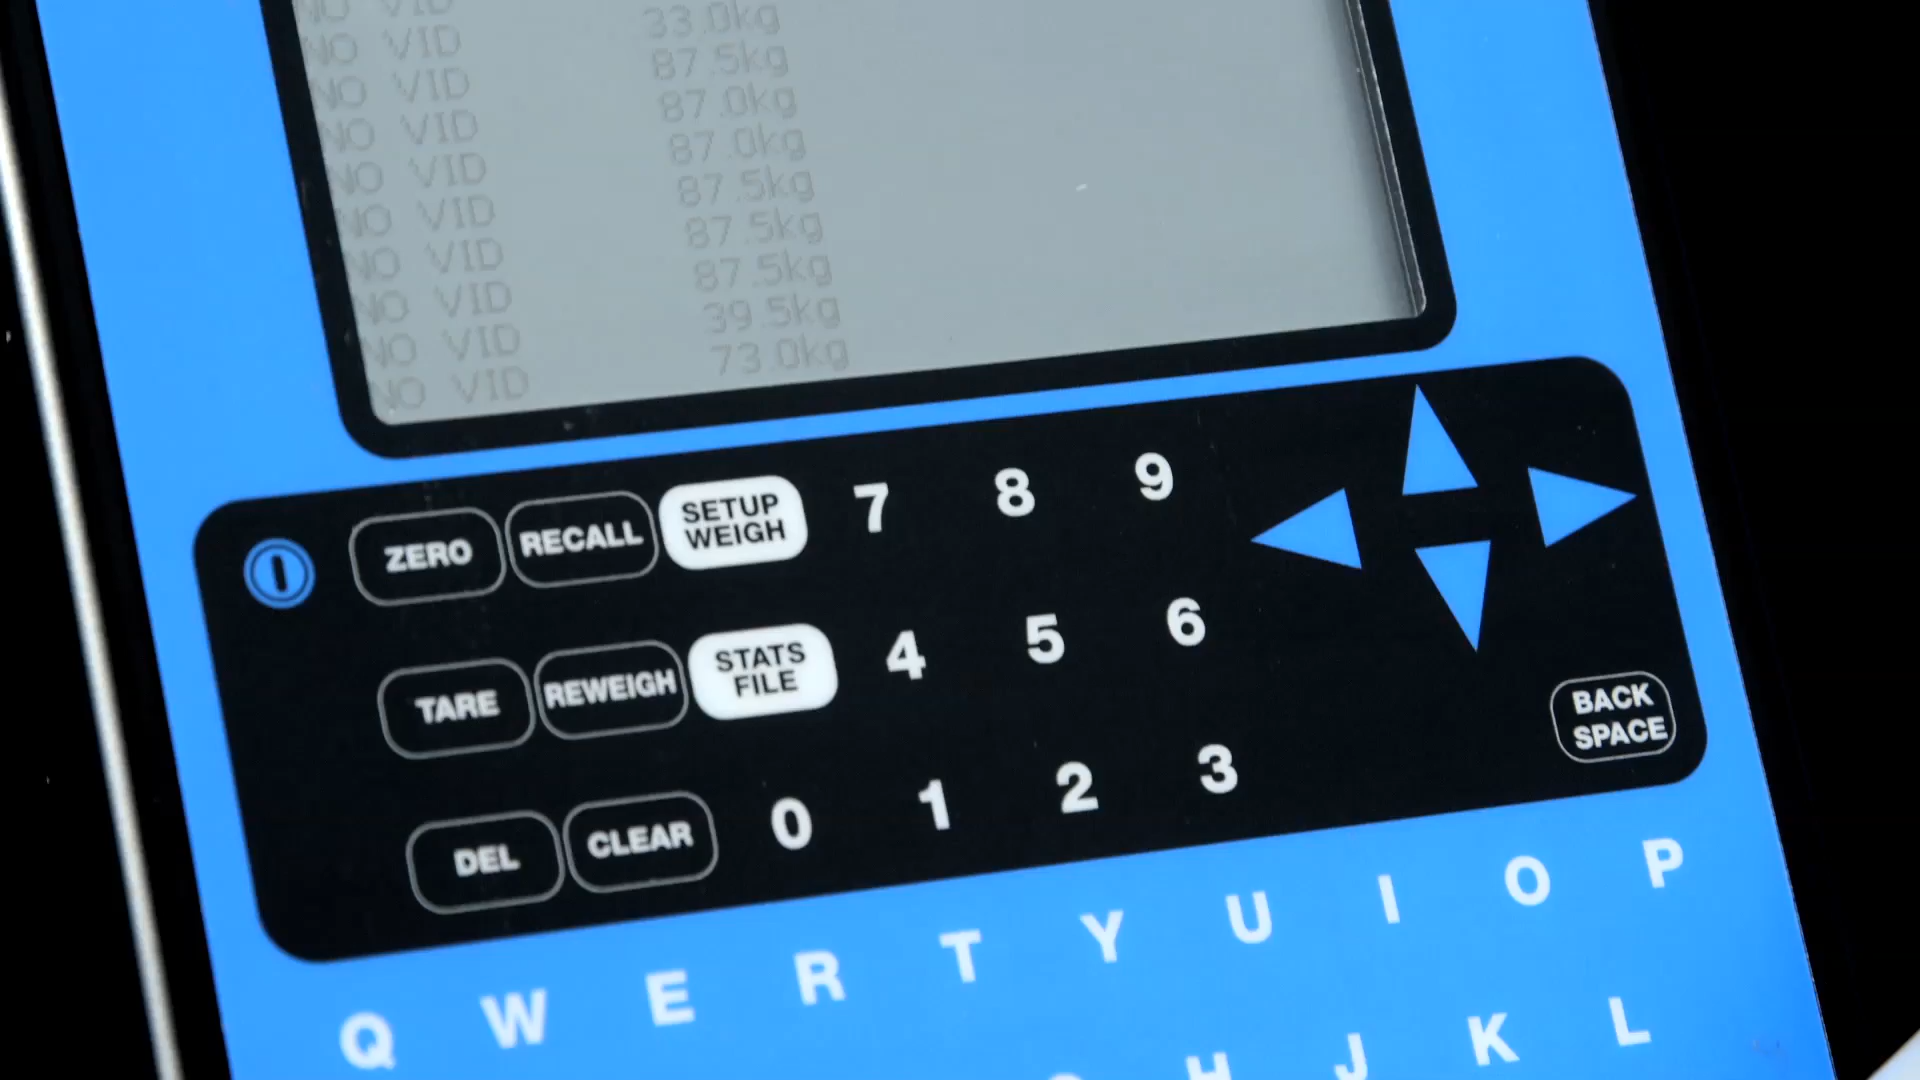 NO VID 33.0kg
NO VID 87.5kg
NO VID 87.0kg
NO VID 87.0kg
NO VID 87.5kg
NO VID 87.5kg
NO VID 87.5kg
NO VID 39.5kg
NO VID 73.0kg
NO VID
ZERO RECALL SETUP WEIGH 7 8 9
TARE REWEIGH STATS FILE 4 5 6
BACK SPACE
DEL CLEAR 0 1 2 3
Q W E R T Y U I O P
H J K L